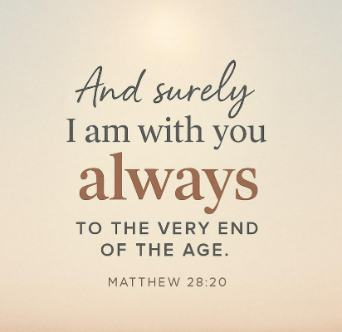 And surely
I am with you
always
TO THE VERY END
OF THE AGE.
MATTHEW 28:20